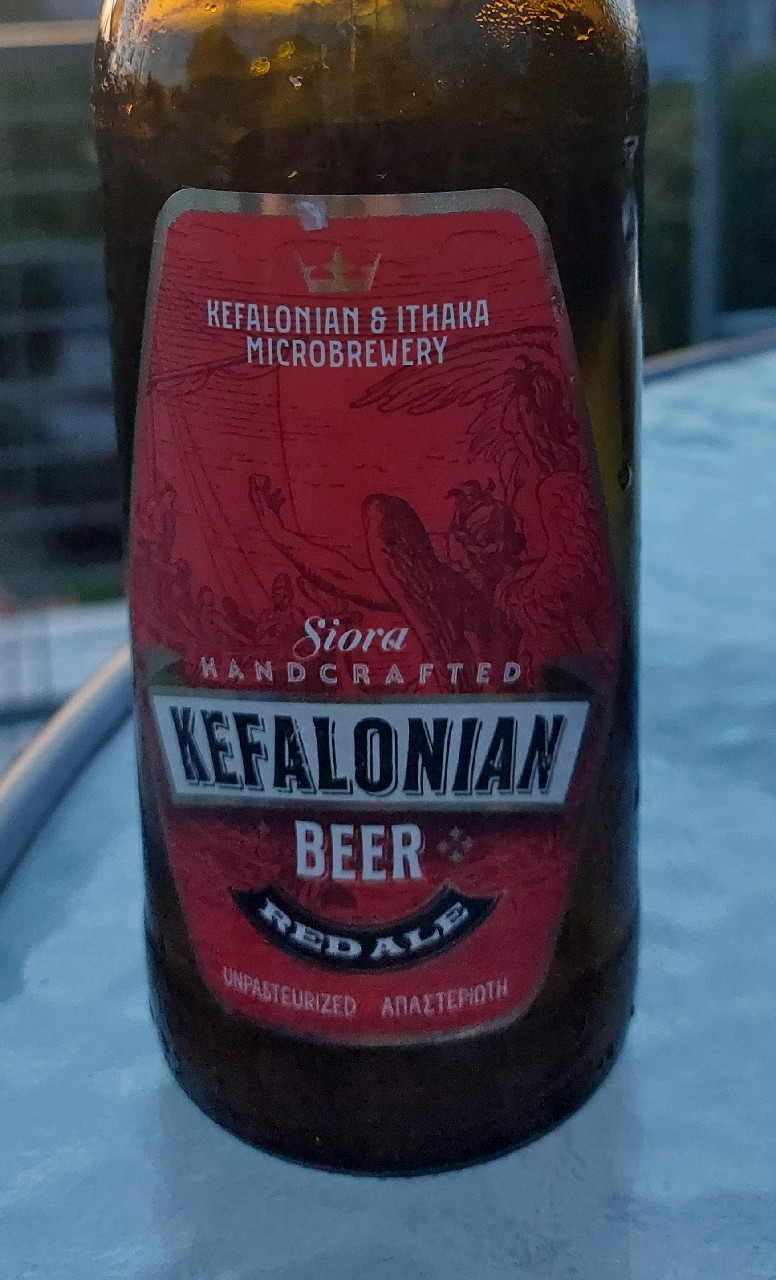 KEFALONIAN & ITHAKA
MICROBREWERY
Siora
HANDCRAFTED
KEFALONIAN
BEER
RED ALE
UNPASTEURIZED ΑΠΑΣΤΕΡΙΩΤΗ